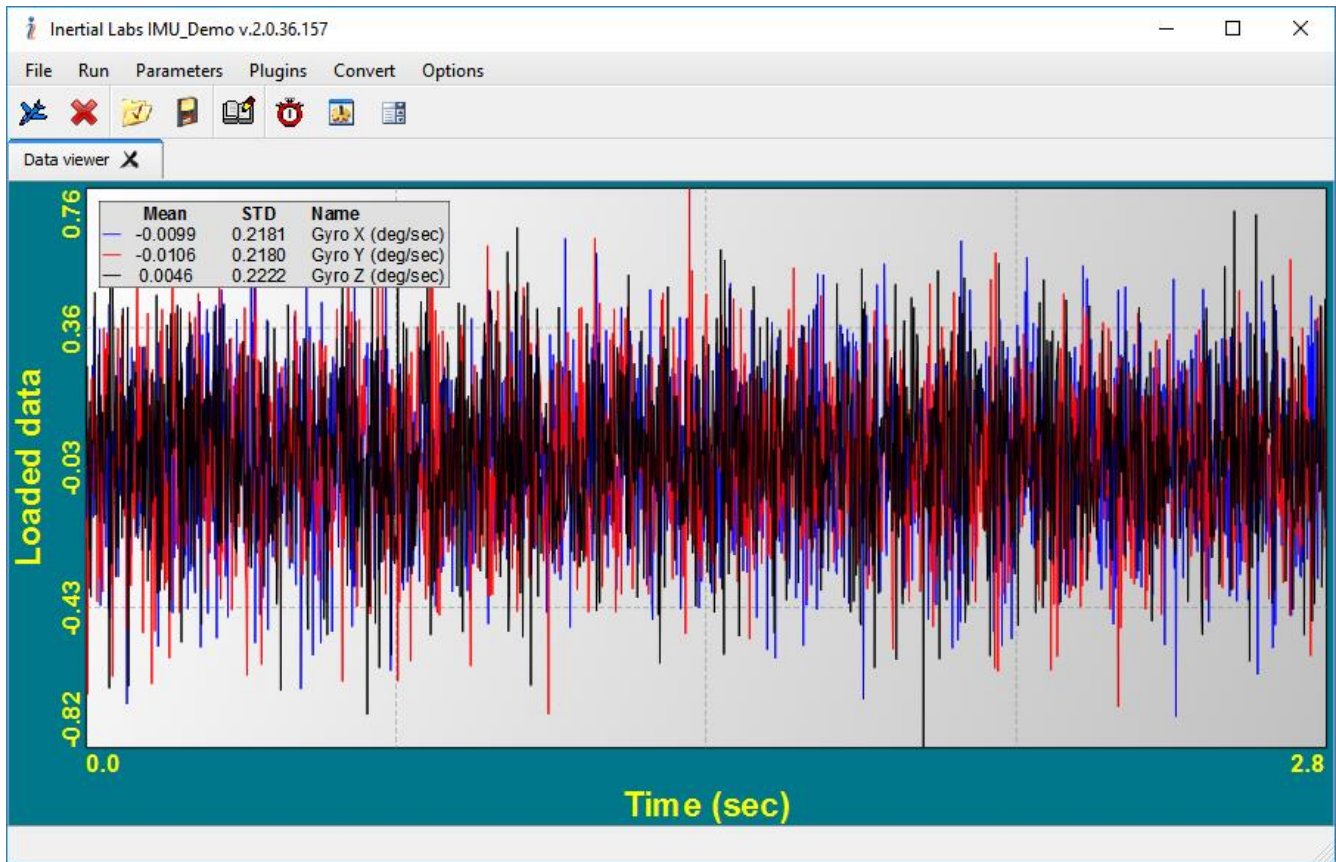 Inertial Labs IMU_Demo v.2.0.36.157
File Run Parameters Plugins Convert Options
Data viewer
Mean STD Name
-0.0099 0.2181 Gyro X (deg/sec)
-0.0106 0.2180 Gyro Y (deg/sec)
0.0046 0.2222 Gyro Z (deg/sec)
Loaded data
0.76
0.36
-0.03
-0.43
-0.82
0.0 2.8
Time (sec)